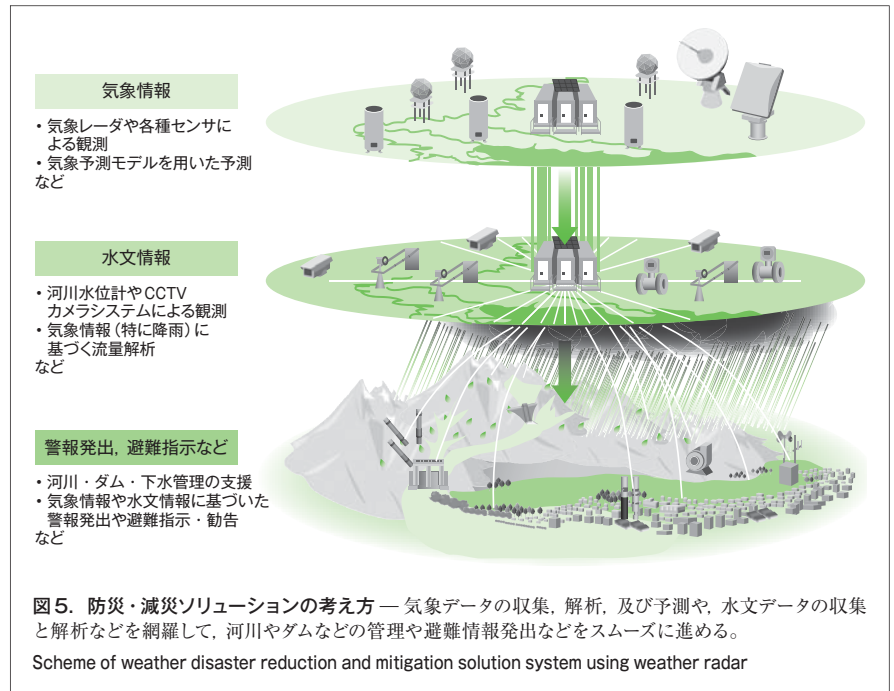 気象情報
・気象レーダや各種センサに
よる観測
・気象予測モデルを用いた予測
など
水文情報
・河川水位計やCCTV
カメラシステムによる観測
・気象情報（特に降雨）に
基づく流量解析
など
警報発出，避難指示など
・河川・ダム・下水管理の支援
・気象情報や水文情報に基づいた
警報発出や避難指示・勧告
など
図5．防災・減災ソリューションの考え方 ― 気象データの収集，解析，及び予測や，水文データの収集
と解析などを網羅して，河川やダムなどの管理や避難情報発出などをスムーズに進める。
Scheme of weather disaster reduction and mitigation solution system using weather radar